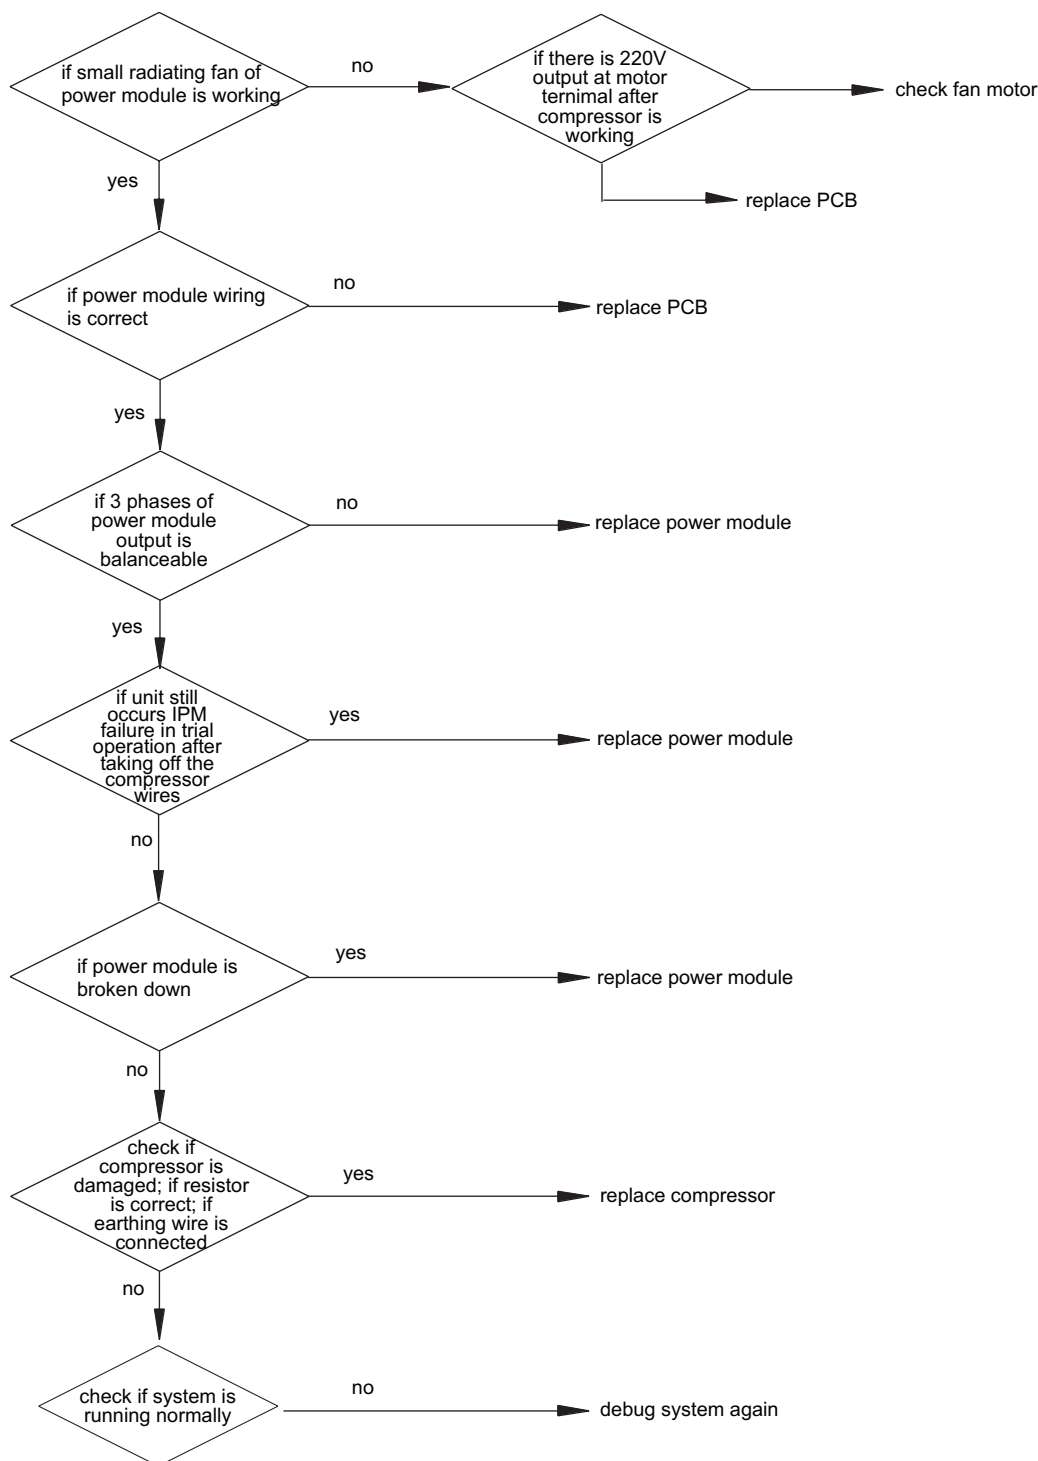 if small radiating fan of
power module is working
no
if there is 220V
output at motor
ternimal after
compressor is
working
check fan motor
replace PCB
yes
if power module wiring
is correct
no
replace PCB
yes
if 3 phases of
power module
output is
balanceable
no
replace power module
yes
if unit still
occurs IPM
failure in trial
operation after
taking off the
compressor
wires
yes
replace power module
no
if power module is
broken down
yes
replace power module
no
check if
compressor is
damaged; if resistor
is correct; if
earthing wire is
connected
yes
replace compressor
no
check if system is
running normally
no
debug system again